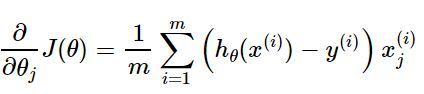 ∂/∂θ_j J(θ) = 1/m ∑_{i=1}^{m} (h_θ(x^{(i)}) − y^{(i)}) x_j^{(i)}